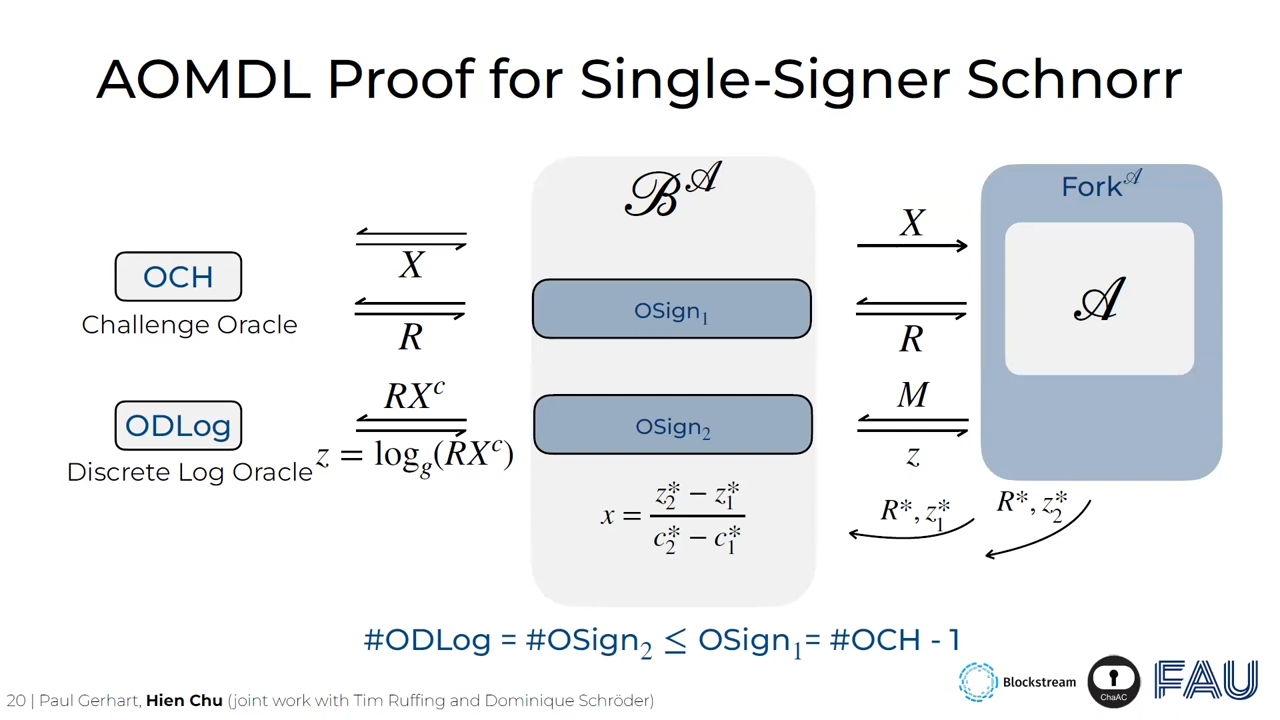 AOMDL Proof for Single-Signer Schnorr
ℬ^𝒜
Fork^𝒜
X
X
OCH
Challenge Oracle
OSign₁
𝒜
R
R
RX^c
M
ODLog
Discrete Log Oracle
OSign₂
z = log_g(RX^c)
z
x = (z₂* − z₁*) / (c₂* − c₁*)
R*, z₁*
R*, z₂*
#ODLog = #OSign₂ ≤ OSign₁= #OCH - 1
20 | Paul Gerhart, Hien Chu (joint work with Tim Ruffing and Dominique Schröder)
Blockstream
ChaAC
FAU